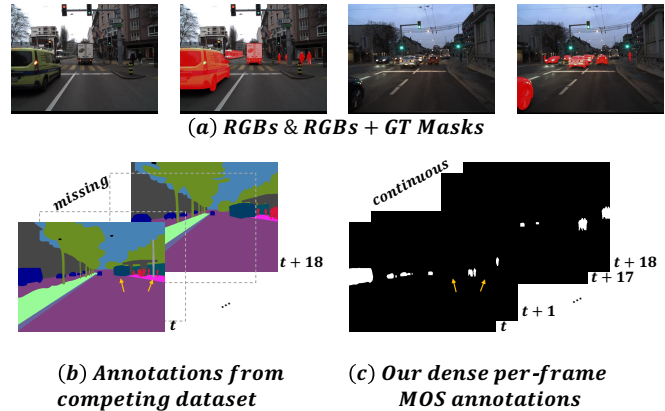 (a) RGBs & RGBs + GT Masks
missing
t + 18
...
t
continuous
t + 18
t + 17
...
t + 1
t
(b) Annotations from
competing dataset
(c) Our dense per-frame
MOS annotations